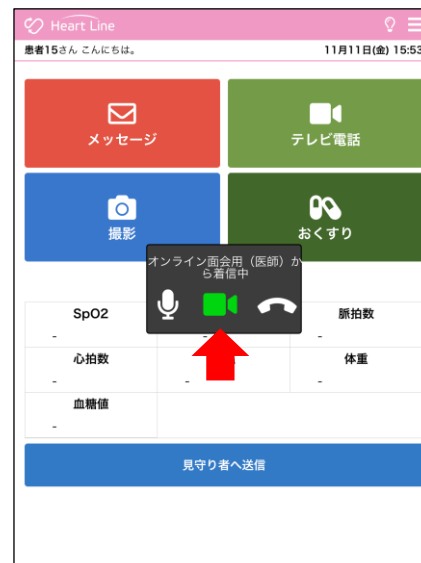 Heart Line
患者15さん こんにちは。 11月11日(金) 15:53
メッセージ
テレビ電話
撮影
おくすり
オンライン面会用（医師）か
ら着信中
SpO2
脈拍数
-
-
-
心拍数
体重
-
-
-
血糖値
-
見守り者へ送信